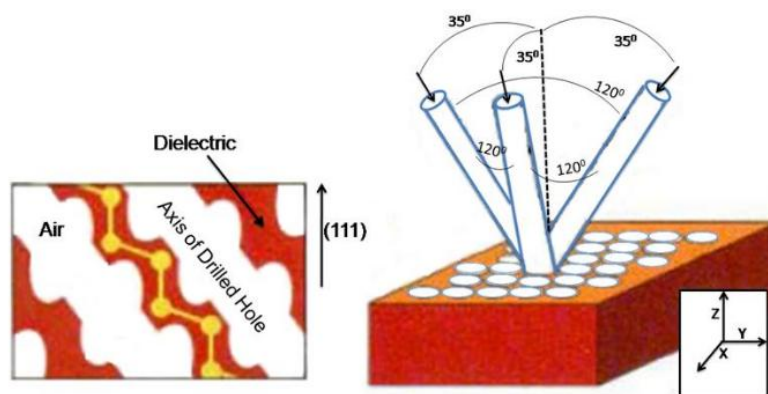 Dielectric
Air
Axis of Drilled Hole
(111)
35⁰
35⁰
35⁰
120⁰
120⁰
120⁰
Z
Y
X